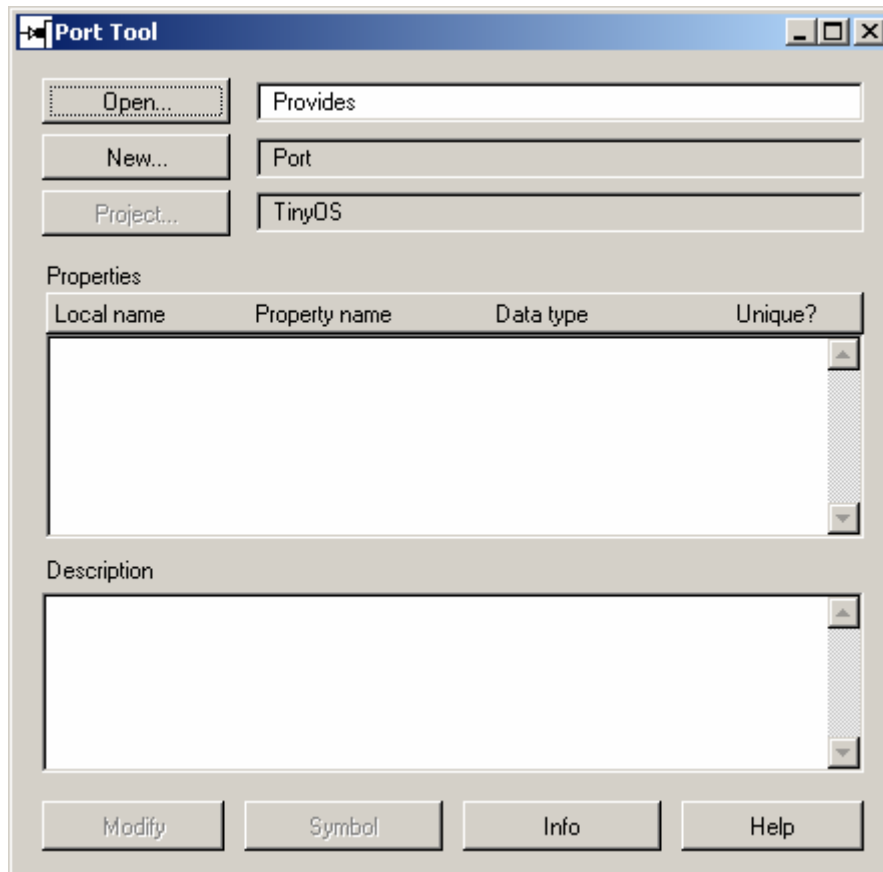 Port Tool
Open... Provides
New... Port
Project... TinyOS
Properties
Local name Property name Data type Unique?
Description
Modify Symbol Info Help